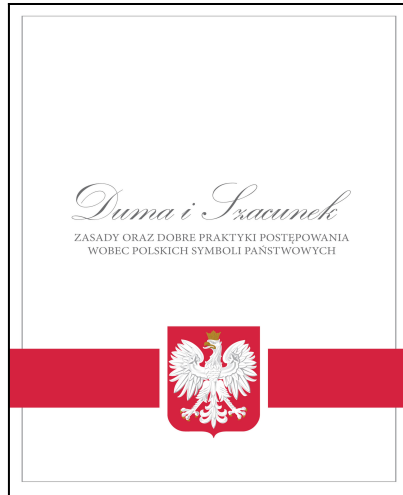 Duma i Szacunek
ZASADY ORAZ DOBRE PRAKTYKI POSTĘPOWANIA
WOBEC POLSKICH SYMBOLI PAŃSTWOWYCH